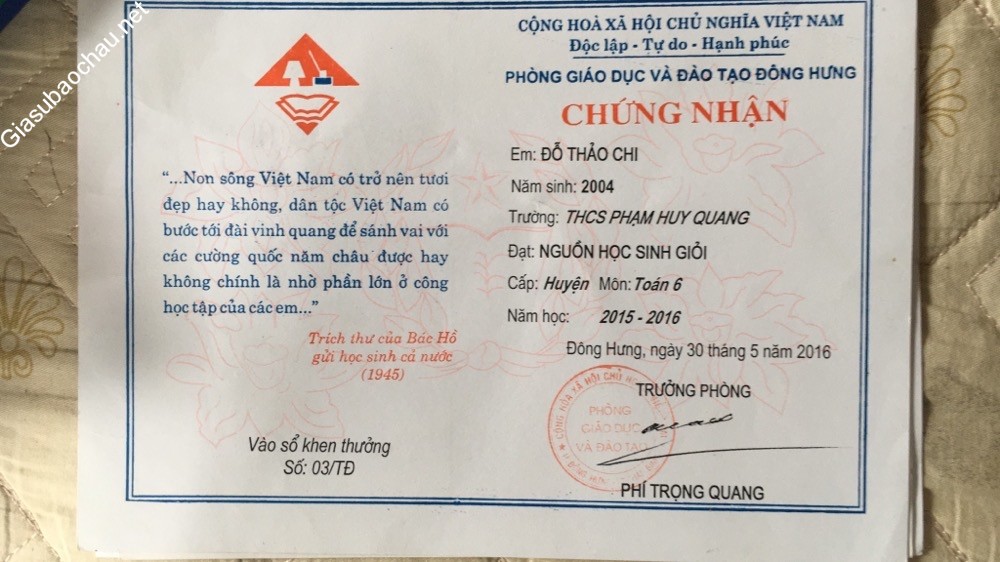 Giasubaochau.net
CỘNG HOÀ XÃ HỘI CHỦ NGHĨA VIỆT NAM
Độc lập - Tự do - Hạnh phúc
PHÒNG GIÁO DỤC VÀ ĐÀO TẠO ĐÔNG HƯNG
CHỨNG NHẬN
Em: ĐỖ THẢO CHI
Năm sinh: 2004
Trường: THCS PHẠM HUY QUANG
Đạt: NGUỒN HỌC SINH GIỎI
Cấp: Huyện Môn: Toán 6
Năm học: 2015 - 2016
Đông Hưng, ngày 30 tháng 5 năm 2016
TRƯỞNG PHÒNG
PHÒNG
GIÁO DỤC
VÀ ĐÀO TẠO
PHÍ TRỌNG QUANG
“...Non sông Việt Nam có trở nên tươi
đẹp hay không, dân tộc Việt Nam có
bước tới đài vinh quang để sánh vai với
các cường quốc năm châu được hay
không chính là nhờ phần lớn ở công
học tập của các em...”
Trích thư của Bác Hồ
gửi học sinh cả nước
(1945)
Vào sổ khen thưởng
Số: 03/TĐ